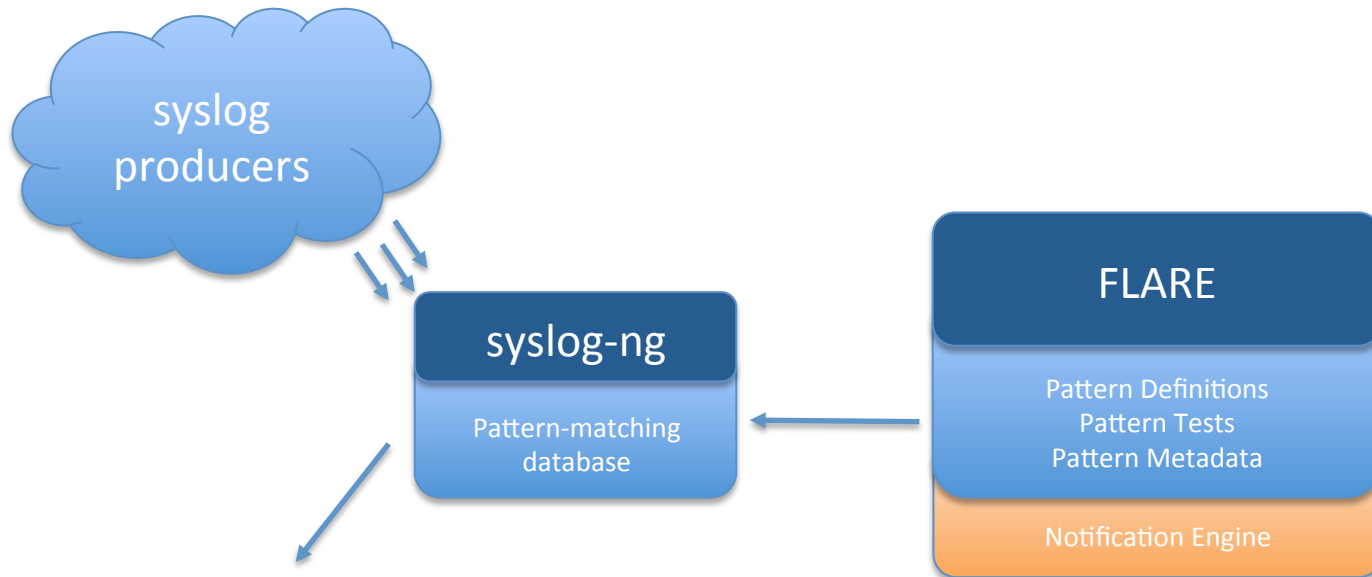 syslog
producers
syslog-ng
Pattern-matching
database
FLARE
Pattern Definitions
Pattern Tests
Pattern Metadata
Notification Engine